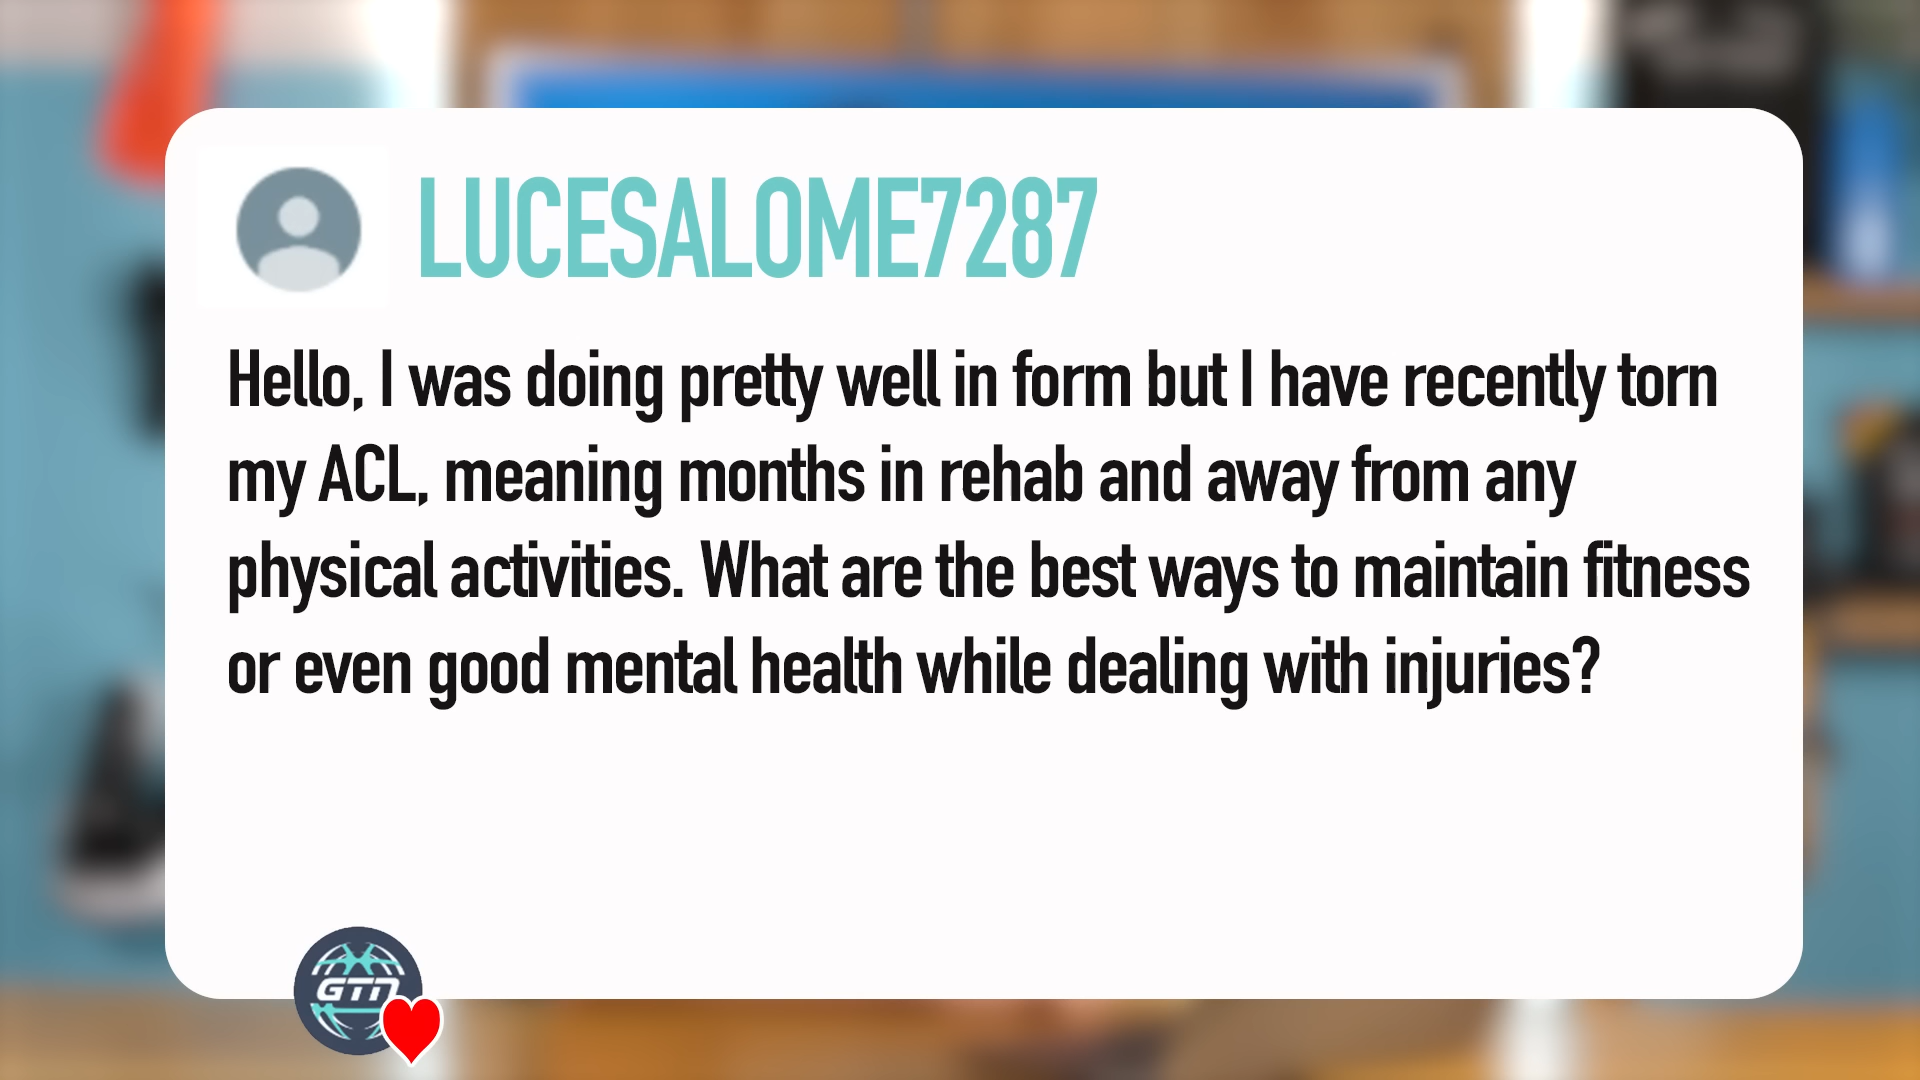 LUCESALOME7287
Hello, I was doing pretty well in form but I have recently torn
my ACL, meaning months in rehab and away from any
physical activities. What are the best ways to maintain fitness
or even good mental health while dealing with injuries?
GTN